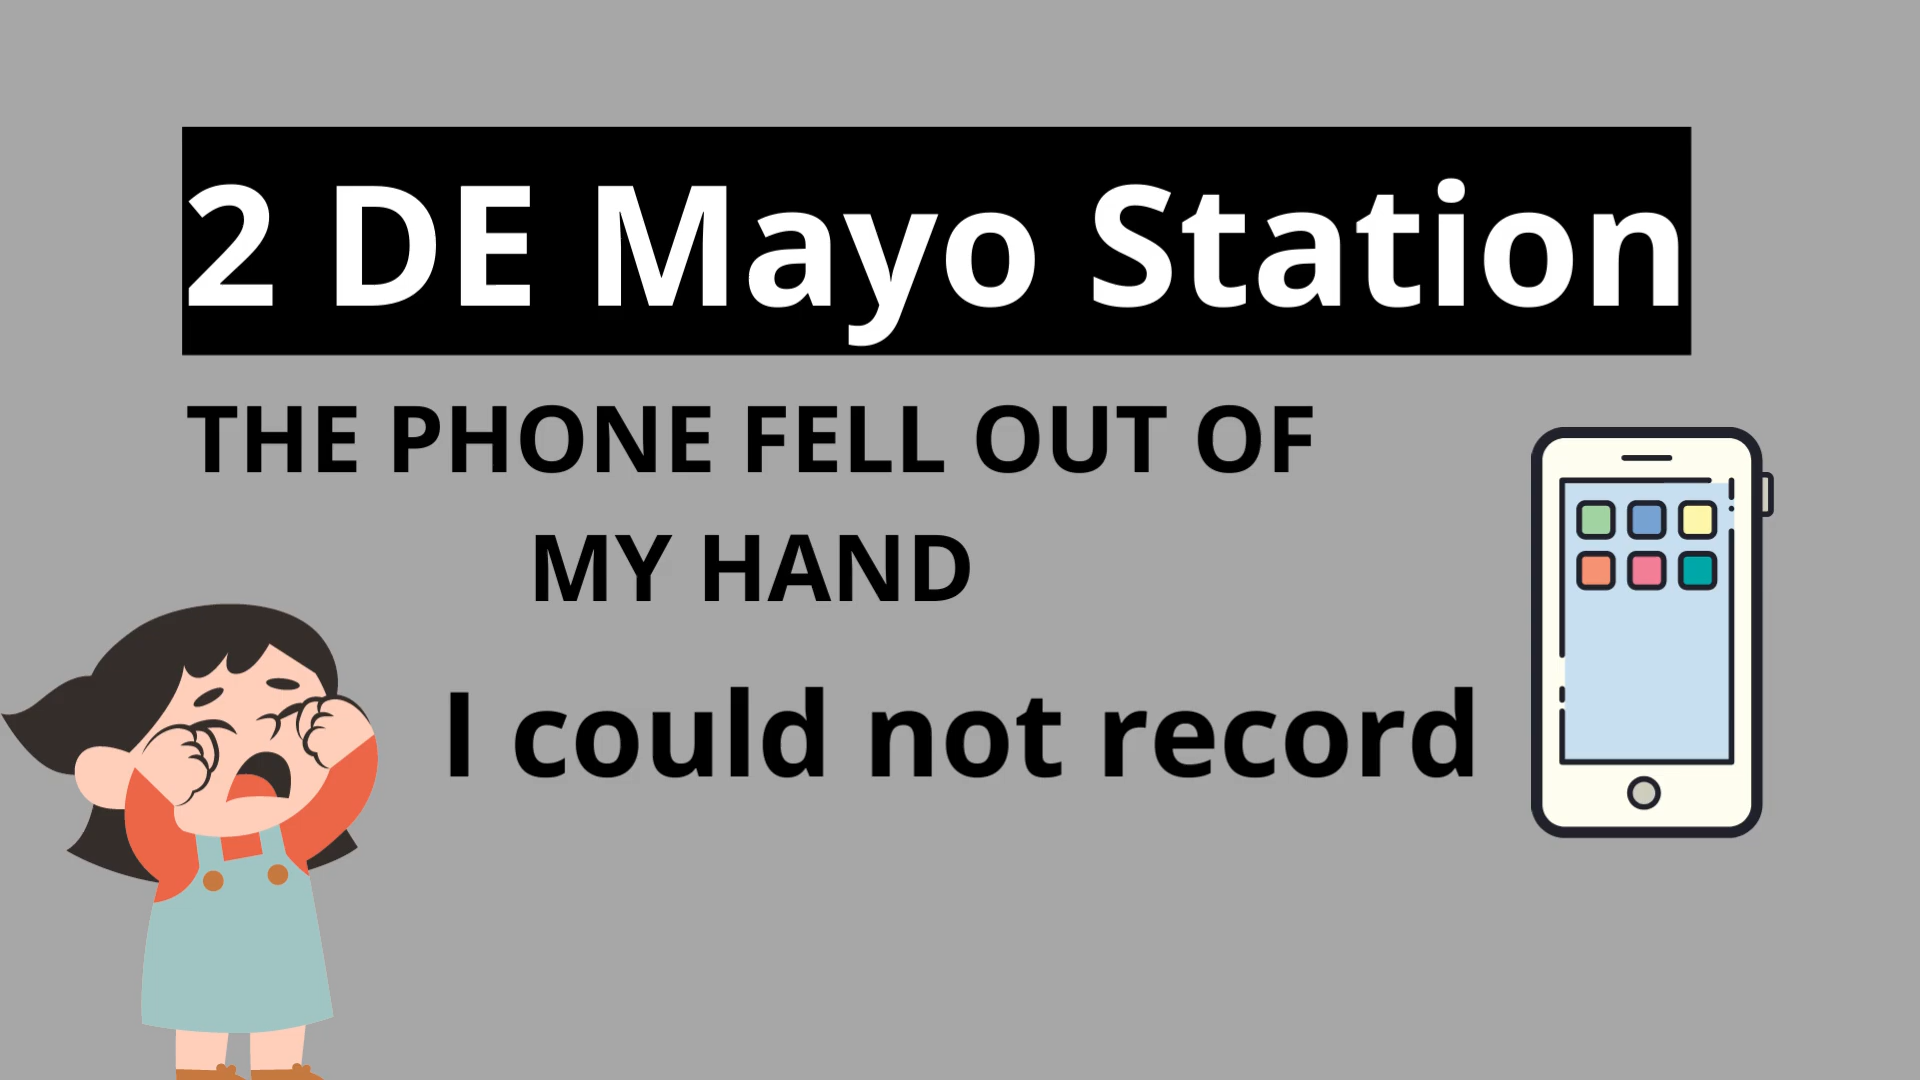 2 DE Mayo Station
THE PHONE FELL OUT OF
MY HAND
I could not record